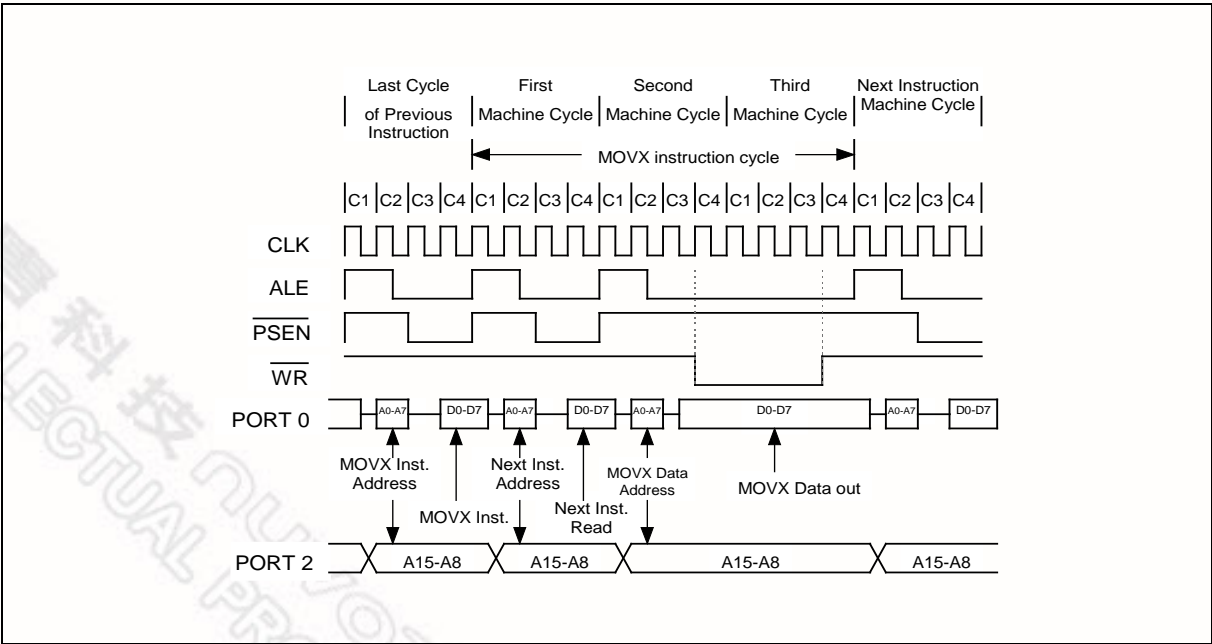 Last Cycle
of Previous
Instruction
First
Machine Cycle
Second
Machine Cycle
Third
Machine Cycle
Next Instruction
Machine Cycle
MOVX instruction cycle
C1 C2 C3 C4 C1 C2 C3 C4 C1 C2 C3 C4 C1 C2 C3 C4 C1 C2 C3 C4
CLK
ALE
PSEN
WR
PORT 0
A0-A7 D0-D7 A0-A7 D0-D7 A0-A7 D0-D7 A0-A7 D0-D7
MOVX Inst.
Address
MOVX Inst.
Next Inst.
Address
Next Inst.
Read
MOVX Data
Address
MOVX Data out
PORT 2
A15-A8 A15-A8 A15-A8 A15-A8